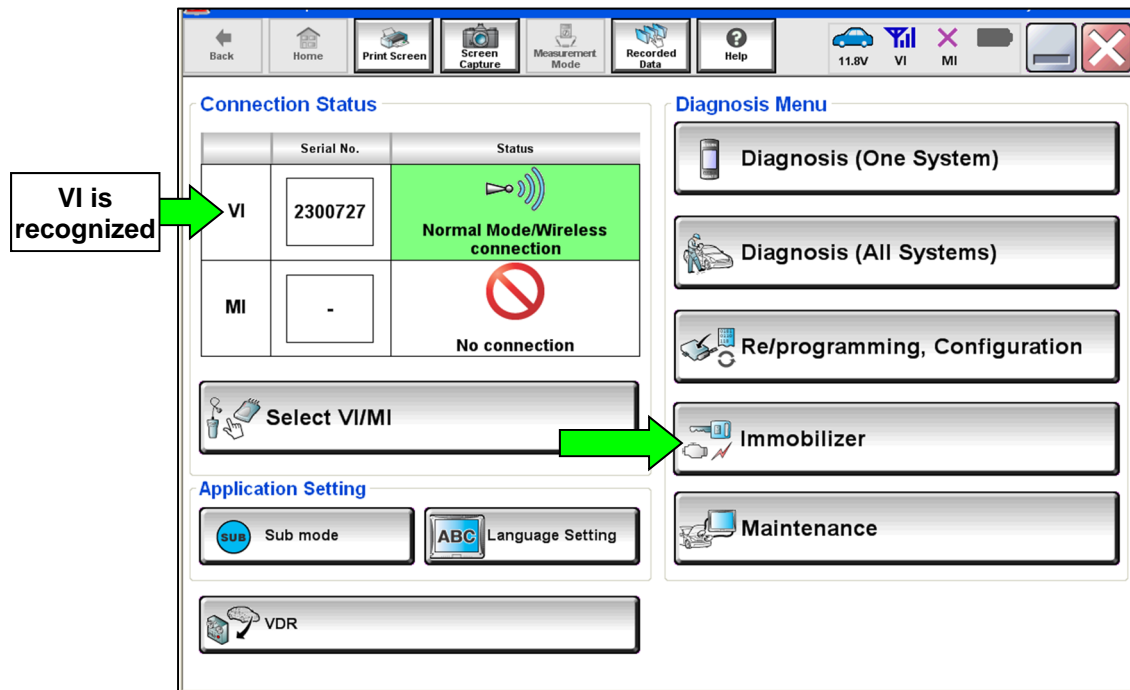 Back
Home
Print Screen
Screen
Capture
Measurement
Mode
Recorded
Data
?
Help
11.8V
VI
MI
Connection Status
Serial No.
Status
VI is
recognized
VI
2300727
Normal Mode/Wireless
connection
MI
-
No connection
Select VI/MI
Application Setting
SUB
Sub mode
ABC
Language Setting
VDR
Diagnosis Menu
Diagnosis (One System)
Diagnosis (All Systems)
Re/programming, Configuration
Immobilizer
Maintenance